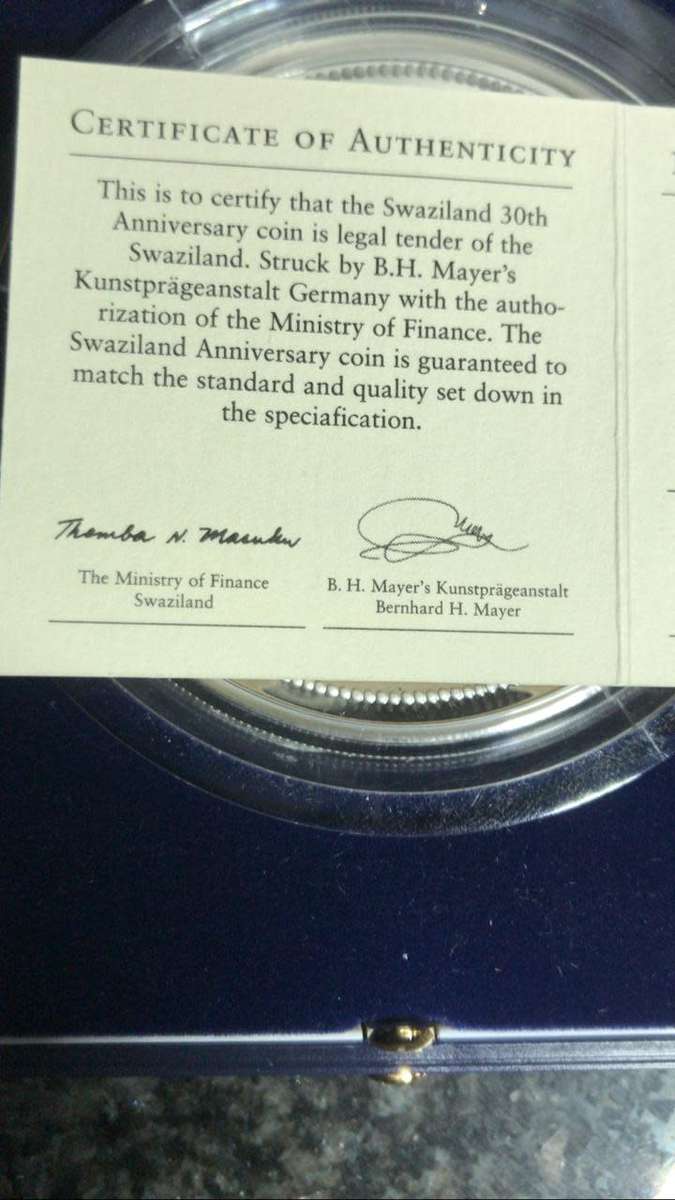 CERTIFICATE OF AUTHENTICITY
This is to certify that the Swaziland 30th
Anniversary coin is legal tender of the
Swaziland. Struck by B.H. Mayer's
Kunstprägeanstalt Germany with the autho-
rization of the Ministry of Finance. The
Swaziland Anniversary coin is guaranteed to
match the standard and quality set down in
the speciafication.
Themba N. Masuku
The Ministry of Finance
Swaziland
B. H. Mayer's Kunstprägeanstalt
Bernhard H. Mayer